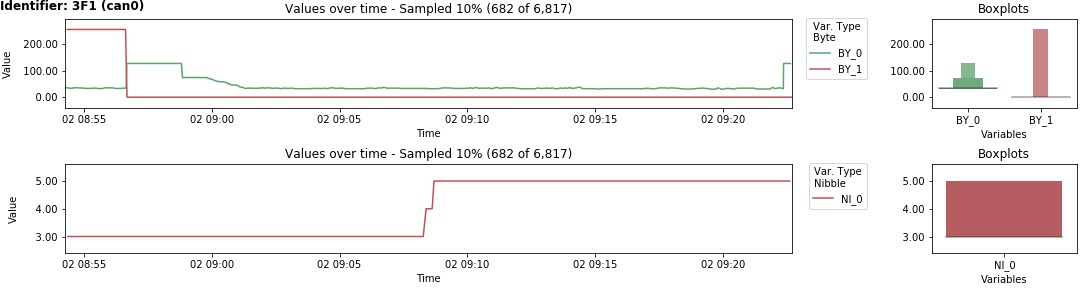 Identifier: 3F1 (can0)
Values over time - Sampled 10% (682 of 6,817)
Value
200.00
100.00
0.00
02 08:55 02 09:00 02 09:05 02 09:10 02 09:15 02 09:20
Time
Var. Type
Byte
BY_0
BY_1
Boxplots
200.00
100.00
0.00
BY_0 BY_1
Variables
Values over time - Sampled 10% (682 of 6,817)
Value
5.00
4.00
3.00
02 08:55 02 09:00 02 09:05 02 09:10 02 09:15 02 09:20
Time
Var. Type
Nibble
NI_0
Boxplots
5.00
4.00
3.00
NI_0
Variables